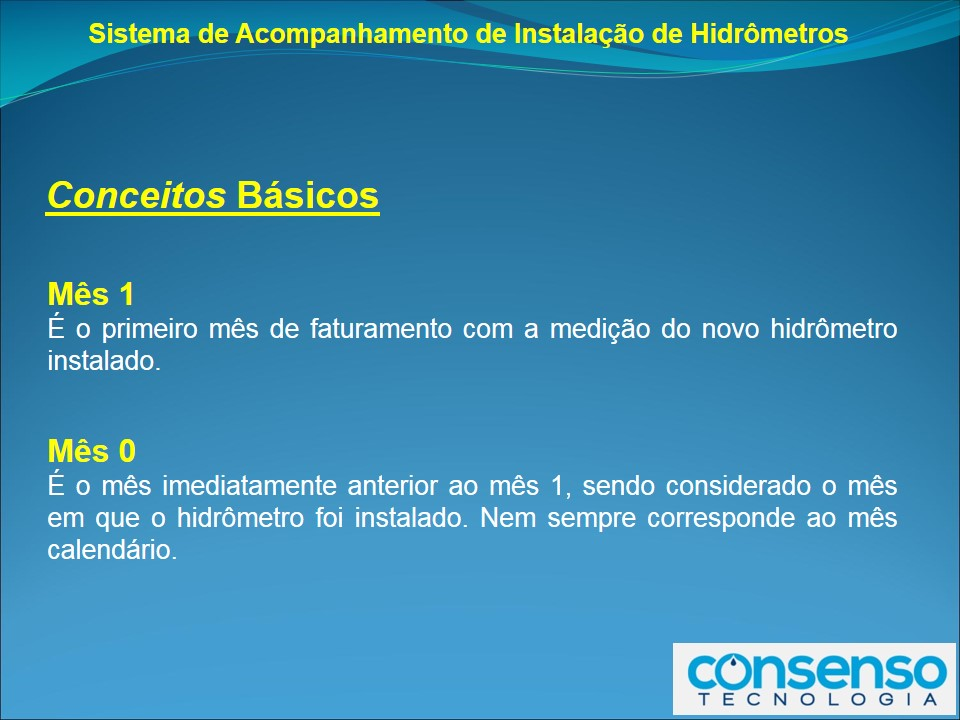 Sistema de Acompanhamento de Instalação de Hidrômetros
Conceitos Básicos
Mês 1
É o primeiro mês de faturamento com a medição do novo hidrômetro
instalado.
Mês 0
É o mês imediatamente anterior ao mês 1, sendo considerado o mês
em que o hidrômetro foi instalado. Nem sempre corresponde ao mês
calendário.
consenso
TECNOLOGIA